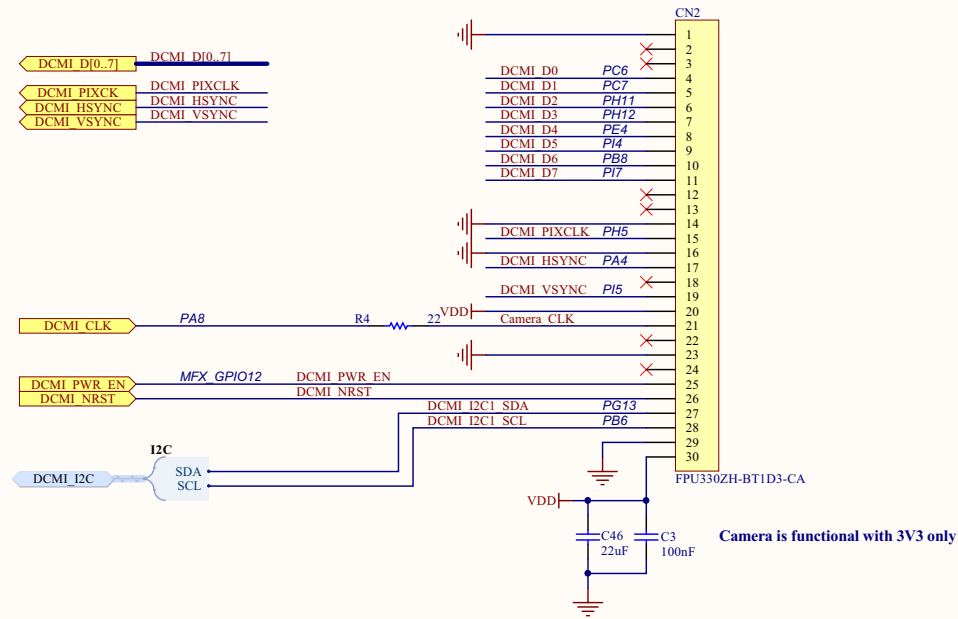 CN2
1
2
3
DCMI_D[0..7] DCMI_D[0..7]
DCMI_D0 PC6 4
DCMI_PIXCK DCMI_PIXCLK DCMI_D1 PC7 5
DCMI_HSYNC DCMI_HSYNC DCMI_D2 PH11 6
DCMI_VSYNC DCMI_VSYNC DCMI_D3 PH12 7
DCMI_D4 PE4 8
DCMI_D5 PI4 9
DCMI_D6 PB8 10
DCMI_D7 PI7 11
12
13
14
DCMI_PIXCLK PH5 15
16
DCMI_HSYNC PA4 17
18
DCMI_VSYNC PI5 19
VDD 20
DCMI_CLK PA8 R4 22 Camera_CLK 21
22
23
24
DCMI_PWR_EN MFX_GPIO12 DCMI_PWR_EN 25
DCMI_NRST DCMI_NRST 26
DCMI_I2C1_SDA PG13 27
DCMI_I2C1_SCL PB6 28
29
I2C 30
DCMI_I2C SDA
SCL
FPU330ZH-BT1D3-CA
VDD
C46 C3 Camera is functional with 3V3 only
22uF 100nF